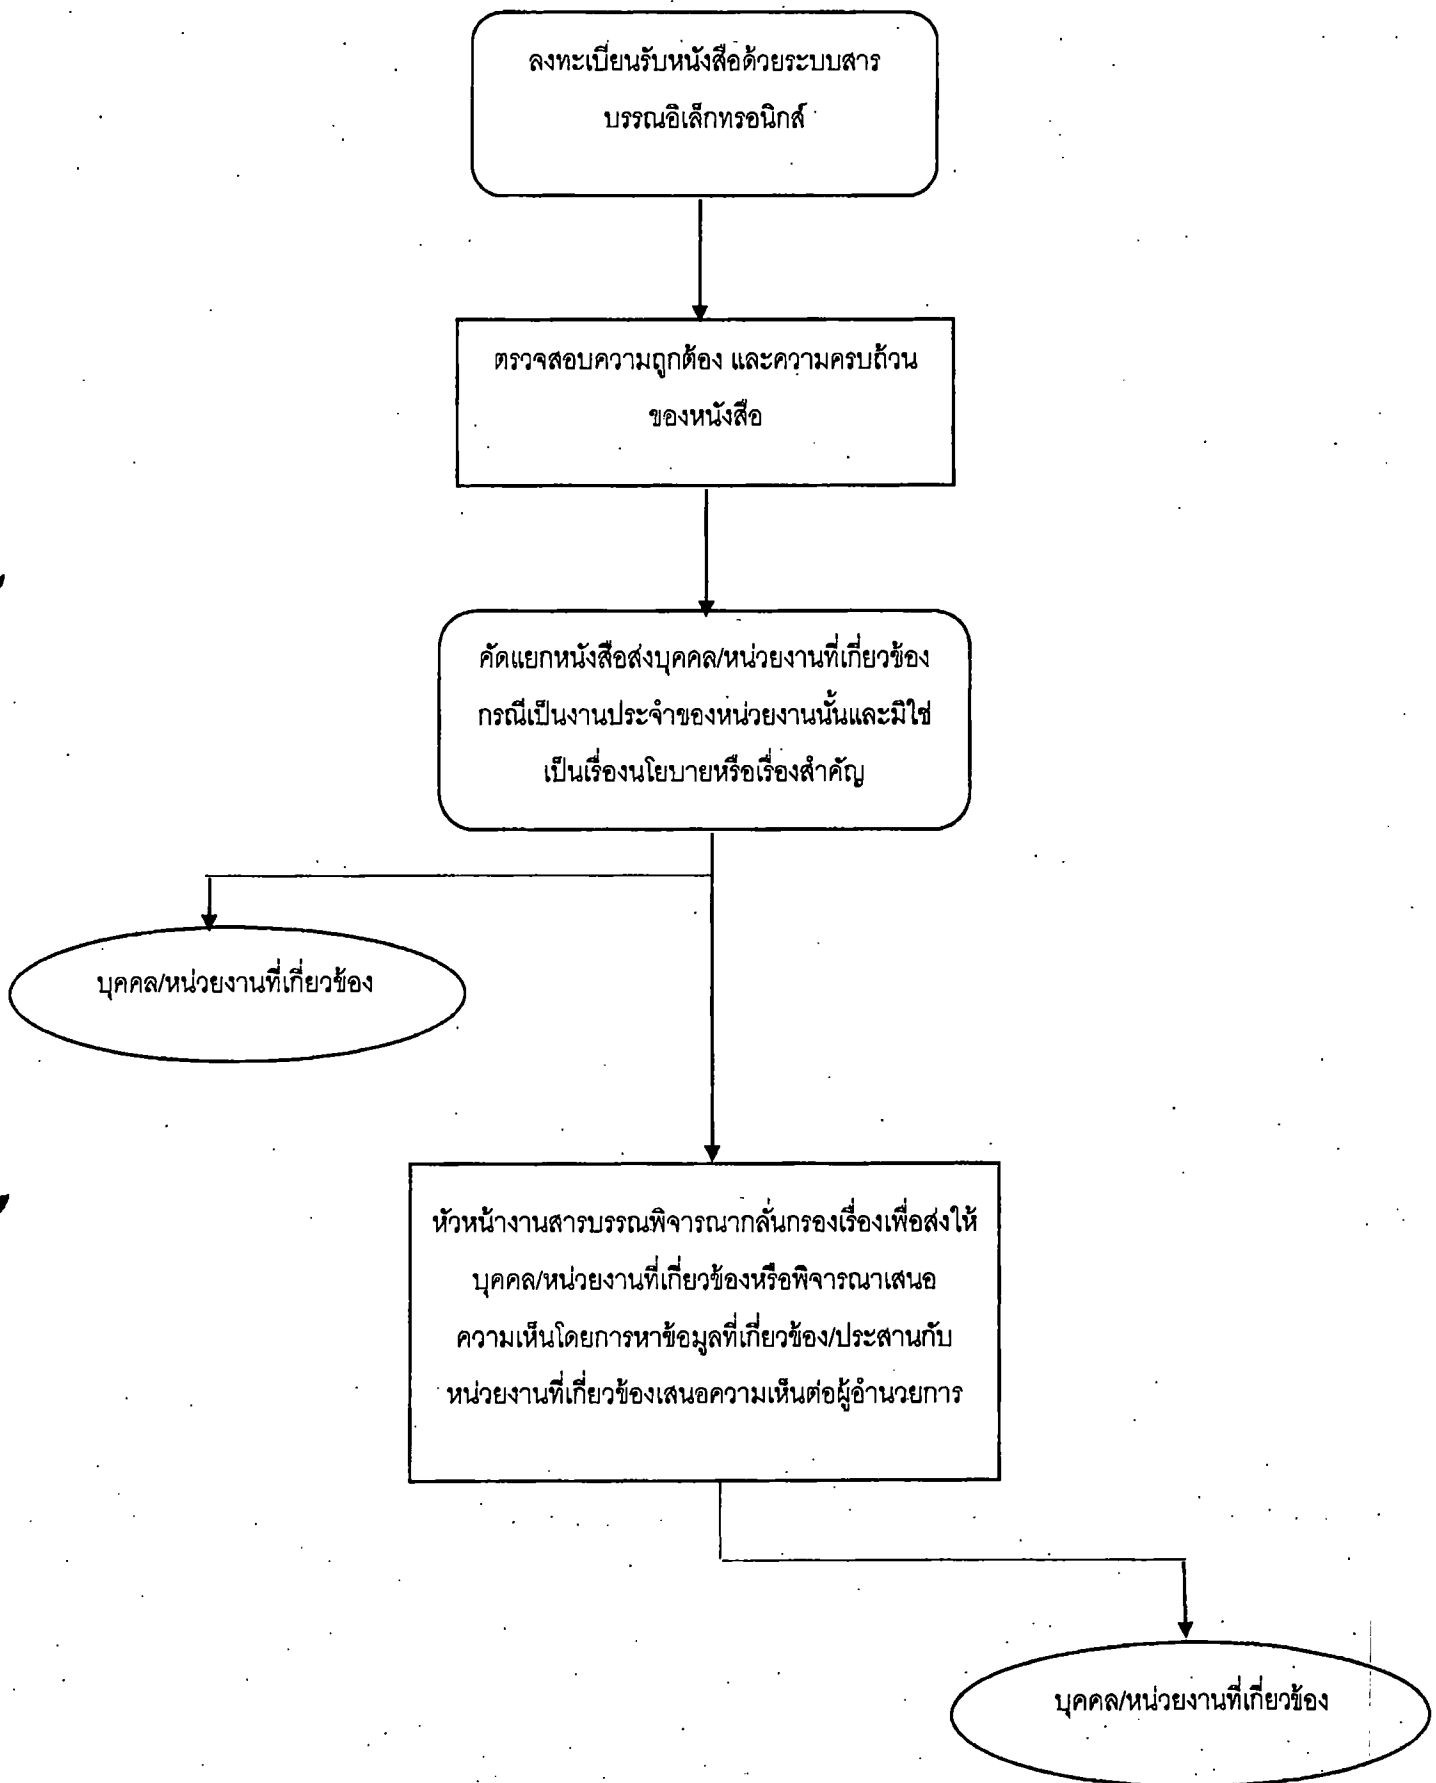 ลงทะเบียนรับหนังสือด้วยระบบสาร
บรรณอิเล็กทรอนิกส์
ตรวจสอบความถูกต้อง และความครบถ้วน
ของหนังสือ
คัดแยกหนังสือส่งบุคคล/หน่วยงานที่เกี่ยวข้อง
กรณีเป็นงานประจำของหน่วยงานนั้นและมิใช่
เป็นเรื่องนโยบายหรือเรื่องสำคัญ
บุคคล/หน่วยงานที่เกี่ยวข้อง
หัวหน้างานสารบรรณพิจารณากลั่นกรองเรื่องเพื่อส่งให้
บุคคล/หน่วยงานที่เกี่ยวข้องหรือพิจารณาเสนอ
ความเห็นโดยการหาข้อมูลที่เกี่ยวข้อง/ประสานกับ
หน่วยงานที่เกี่ยวข้องเสนอความเห็นต่อผู้อำนวยการ
บุคคล/หน่วยงานที่เกี่ยวข้อง